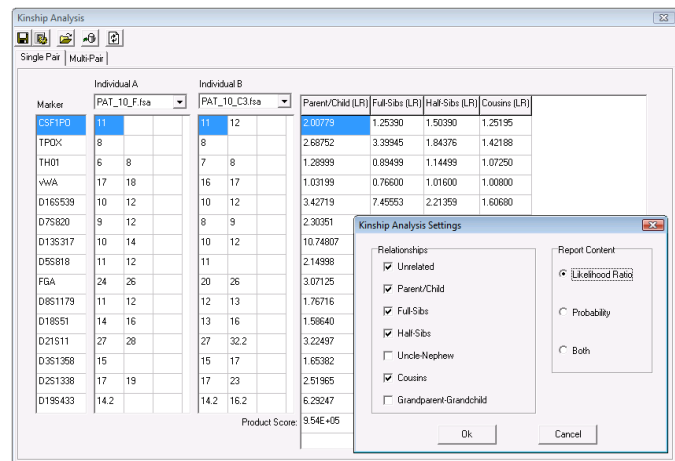 Kinship Analysis
Single Pair Multi-Pair
Individual A Individual B
Marker PAT_10_F.fsa PAT_10_C3.fsa Parent/Child (LR) Full-Sibs (LR) Half-Sibs (LR) Cousins (LR)
CSF1PO 11 11 12 2.00779 1.25390 1.50390 1.25195
TPOX 8 8 2.68752 3.39945 1.84376 1.42188
TH01 6 8 7 8 1.28999 0.89499 1.14499 1.07250
vWA 17 18 16 17 1.03199 0.76600 1.01600 1.00800
D16S539 10 12 10 12 3.42719 7.45553 2.21359 1.60680
D7S820 9 12 8 9 2.30351
D13S317 10 14 10 12 10.74807
D5S818 11 12 11 2.14998
FGA 24 26 20 26 3.07125
D8S1179 11 12 12 13 1.76716
D18S51 14 16 13 16 1.58640
D21S11 27 28 27 32.2 3.22497
D3S1358 15 15 17 1.65382
D2S1338 17 19 17 23 2.51965
D19S433 14.2 14.2 16.2 6.29247
Product Score: 9.54E+05
Kinship Analysis Settings
Relationships
Unrelated
Parent/Child
Full-Sibs
Half-Sibs
Uncle-Nephew
Cousins
Grandparent-Grandchild
Report Content
Likelihood Ratio
Probability
Both
Ok Cancel